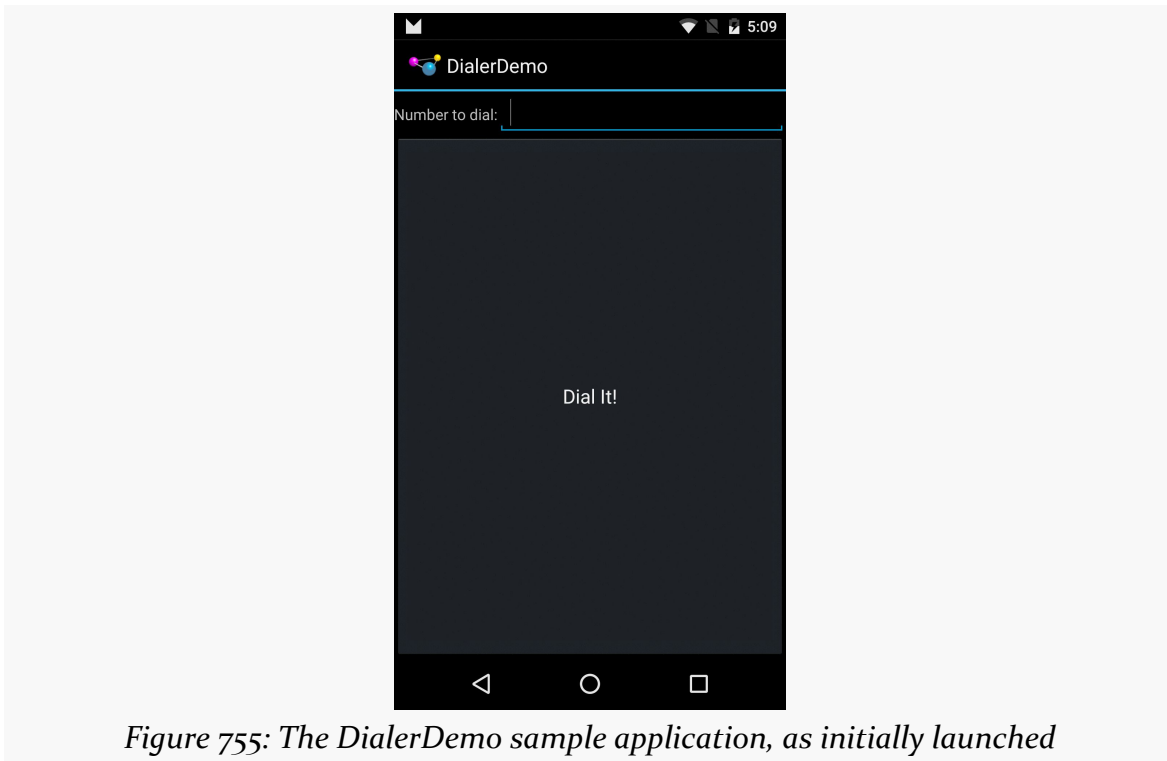 5:09
DialerDemo
Number to dial:
Dial It!
Figure 755: The DialerDemo sample application, as initially launched